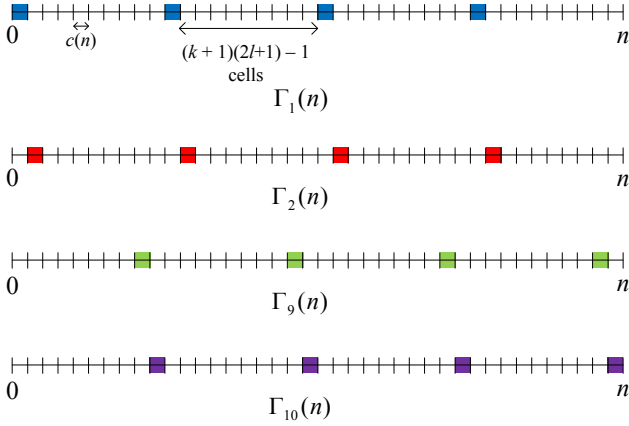 0 n
c(n)
(k + 1)(2l+1) − 1
cells
Γ₁(n)
0 n
Γ₂(n)
0 n
Γ₉(n)
0 n
Γ₁₀(n)